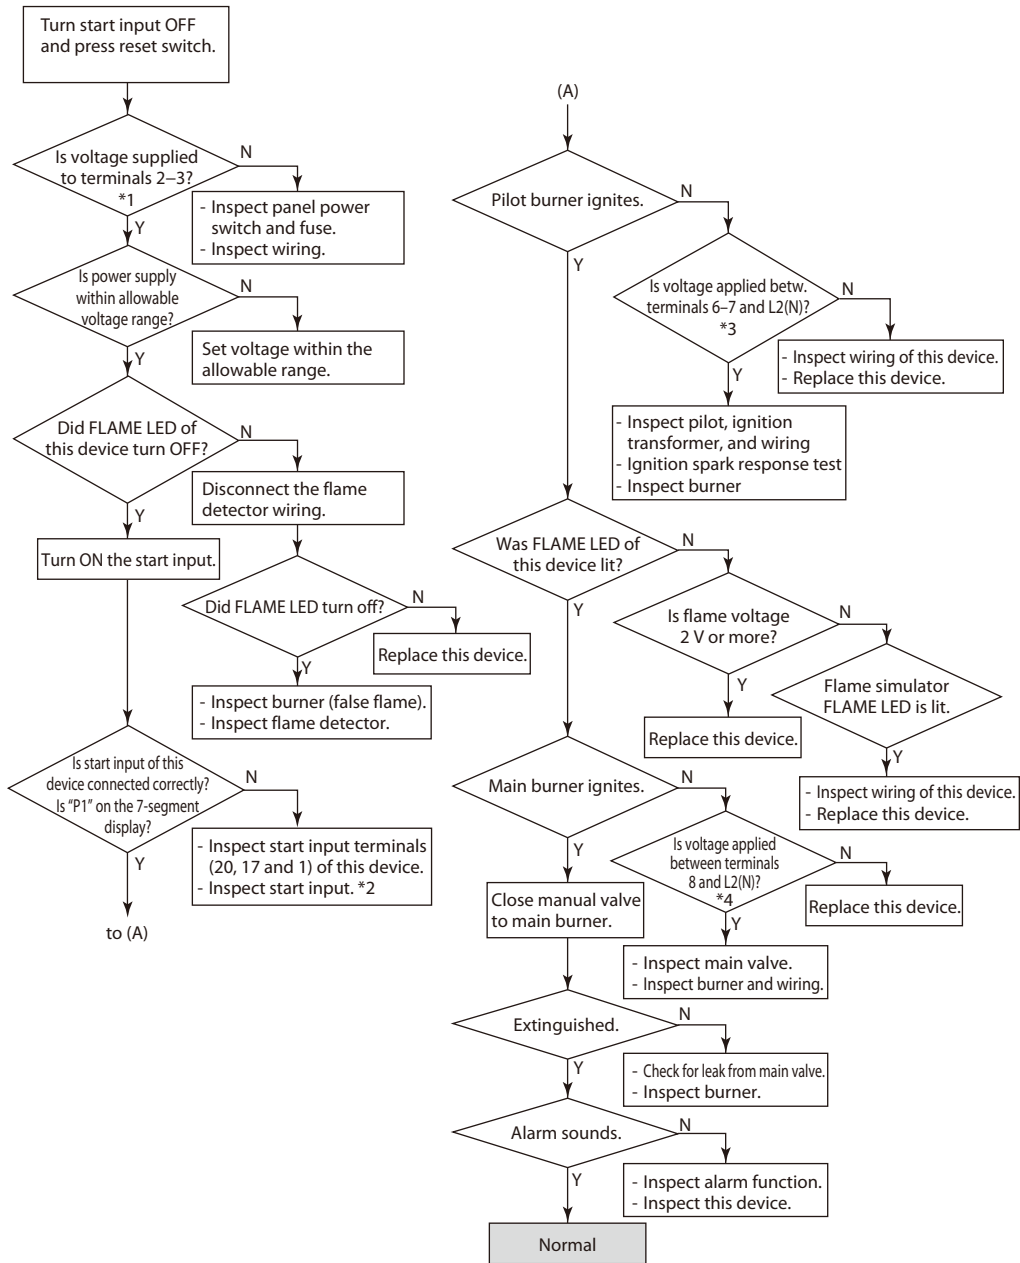 Turn start input OFF
and press reset switch.
Is voltage supplied
to terminals 2–3?
*1
N
Y
- Inspect panel power
switch and fuse.
- Inspect wiring.
Is power supply
within allowable
voltage range?
N
Y
Set voltage within the
allowable range.
Did FLAME LED of
this device turn OFF?
N
Y
Disconnect the flame
detector wiring.
Turn ON the start input.
Did FLAME LED turn off?
N
Y
Replace this device.
- Inspect burner (false flame).
- Inspect flame detector.
Is start input of this
device connected correctly?
Is "P1" on the 7-segment
display?
N
Y
- Inspect start input terminals
(20, 17 and 1) of this device.
- Inspect start input. *2
to (A)
(A)
Pilot burner ignites.
N
Y
Is voltage applied betw.
terminals 6–7 and L2(N)?
*3
N
Y
- Inspect wiring of this device.
- Replace this device.
- Inspect pilot, ignition
transformer, and wiring
- Ignition spark response test
- Inspect burner
Was FLAME LED of
this device lit?
N
Y
Is flame voltage
2 V or more?
N
Y
Replace this device.
Flame simulator
FLAME LED is lit.
Y
- Inspect wiring of this device.
- Replace this device.
Main burner ignites.
N
Y
Is voltage applied
between terminals
8 and L2(N)?
*4
N
Y
Replace this device.
- Inspect main valve.
- Inspect burner and wiring.
Close manual valve
to main burner.
Extinguished.
N
Y
- Check for leak from main valve.
- Inspect burner.
Alarm sounds.
N
Y
- Inspect alarm function.
- Inspect this device.
Normal